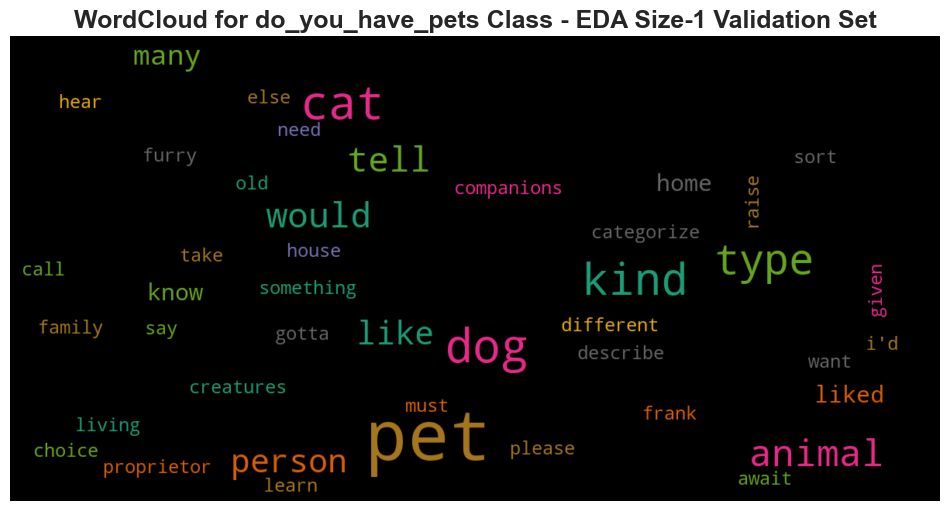 WordCloud for do_you_have_pets Class - EDA Size-1 Validation Set
many
hear
else
cat
need
furry
tell
sort
old
companions
home
raise
would
categorize
take
house
type
call
know
something
kind
given
family
say
gotta
like
dog
different
describe
i'd
want
creatures
liked
living
must
frank
choice
proprietor
person
pet
please
animal
learn
await